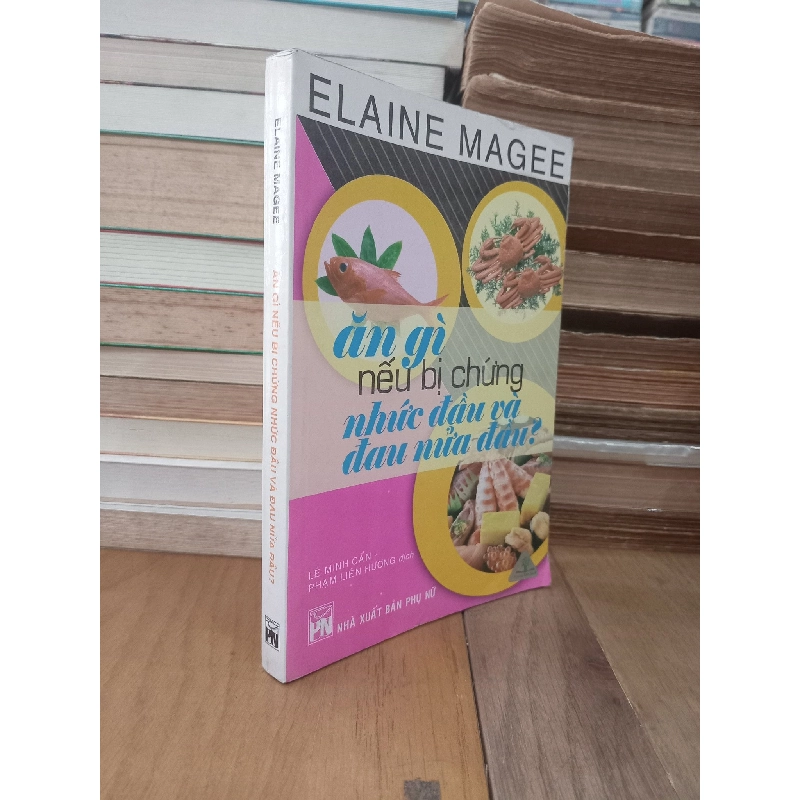 ELAINE MAGEE
ăn gì
nếu bị chứng
nhức đầu và
đau nửa đầu?
LÊ MINH CẨN -
PHẠM LIÊN HƯƠNG dịch
PN
NHÀ XUẤT BẢN PHỤ NỮ
ELAINE MAGEE
ĂN GÌ NẾU BỊ CHỨNG NHỨC ĐẦU VÀ ĐAU NỬA ĐẦU?
PN